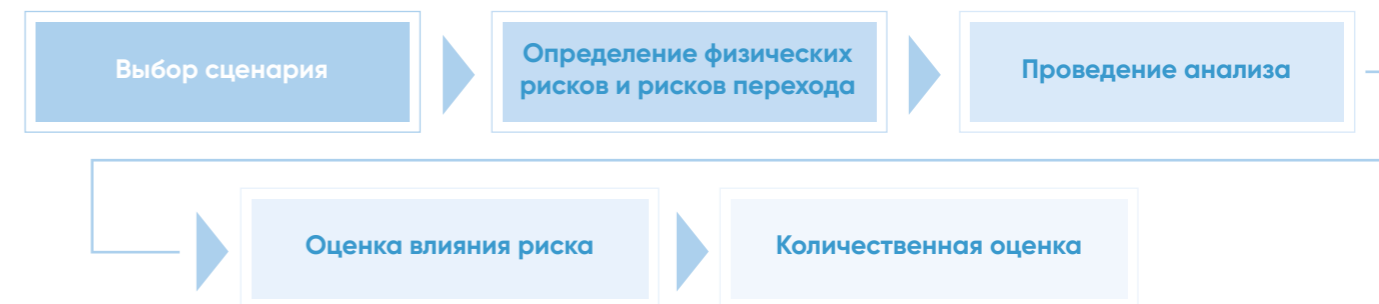 Выбор сценария
Определение физических
рисков и рисков перехода
Проведение анализа
Оценка влияния риска
Количественная оценка